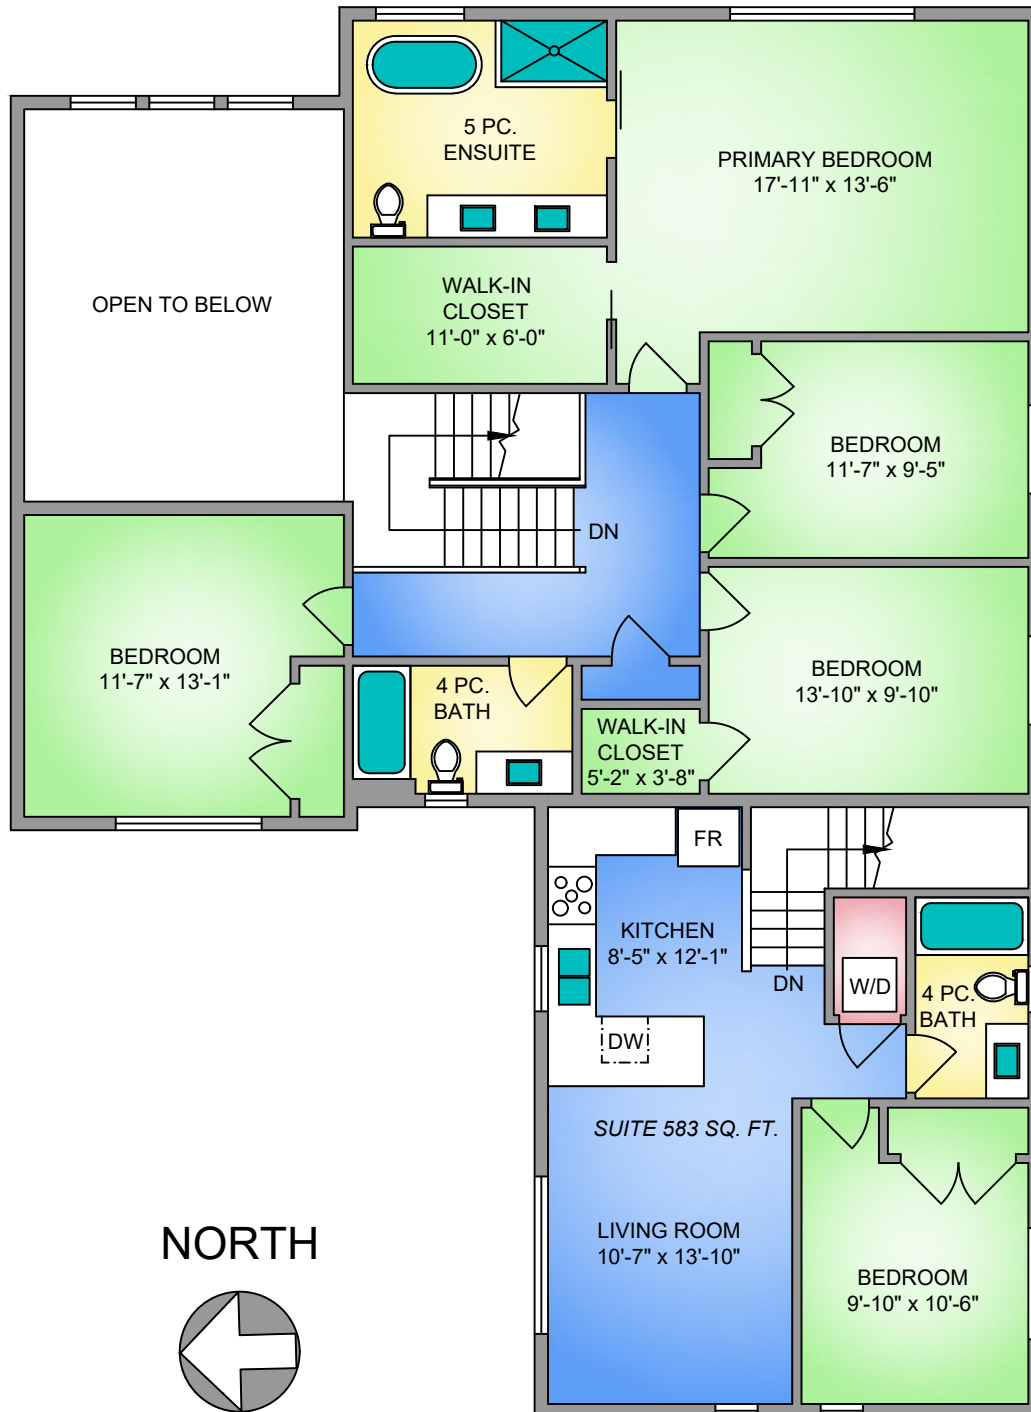 5 PC.
ENSUITE
PRIMARY BEDROOM
17'-11" x 13'-6"
OPEN TO BELOW
WALK-IN
CLOSET
11'-0" x 6'-0"
BEDROOM
11'-7" x 9'-5"
DN
BEDROOM
11'-7" x 13'-1"
4 PC.
BATH
BEDROOM
13'-10" x 9'-10"
WALK-IN
CLOSET
5'-2" x 3'-8"
FR
KITCHEN
8'-5" x 12'-1"
DN
W/D
4 PC.
BATH
DW
SUITE 583 SQ. FT.
LIVING ROOM
10'-7" x 13'-10"
BEDROOM
9'-10" x 10'-6"
NORTH